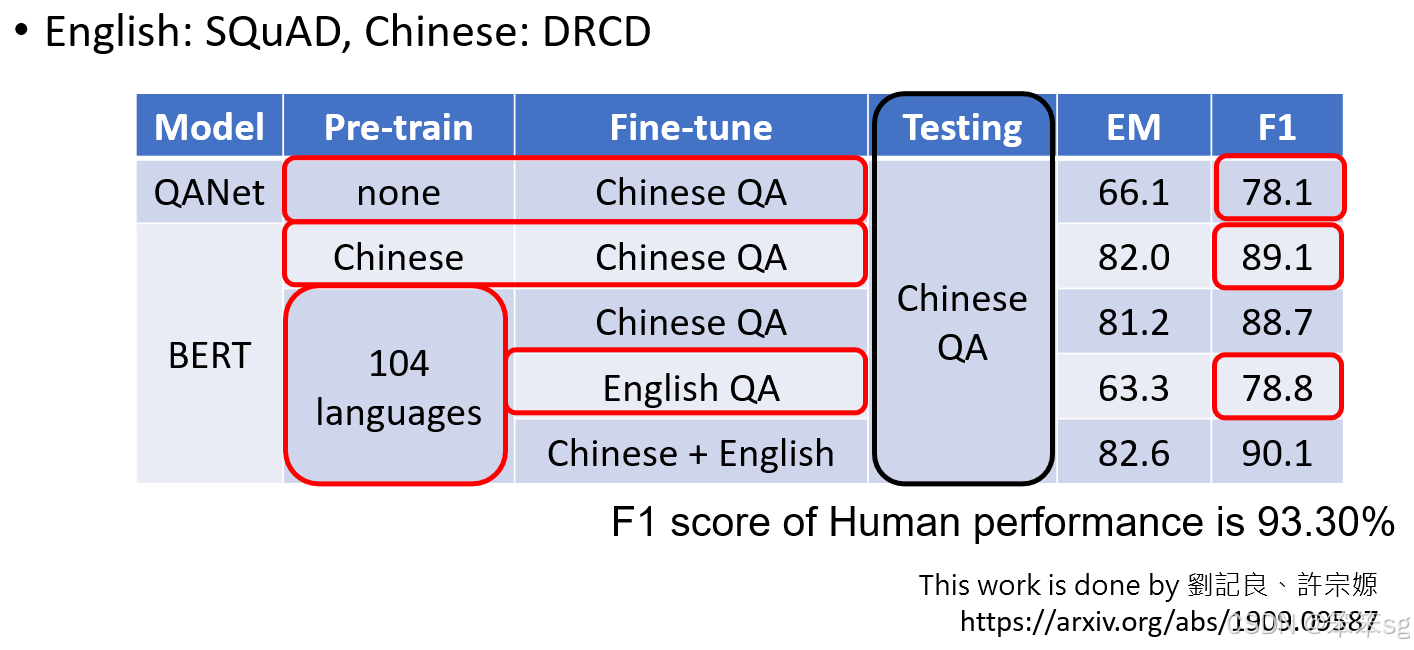 • English: SQuAD, Chinese: DRCD
Model Pre-train Fine-tune Testing EM F1
QANet none Chinese QA 66.1 78.1
Chinese Chinese QA 82.0 89.1
Chinese QA 81.2 88.7
BERT 104 languages English QA 63.3 78.8
Chinese + English 82.6 90.1
Chinese
QA
F1 score of Human performance is 93.30%
This work is done by 劉記良、許宗嫄
https://arxiv.org/abs/1909.09587
CSDN @笨笨sg